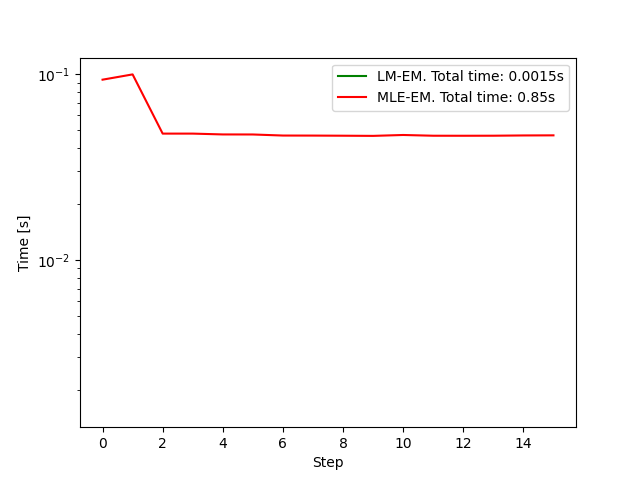 LM-EM. Total time: 0.0015s
MLE-EM. Total time: 0.85s
10⁻¹
10⁻²
Time [s]
0 2 4 6 8 10 12 14
Step